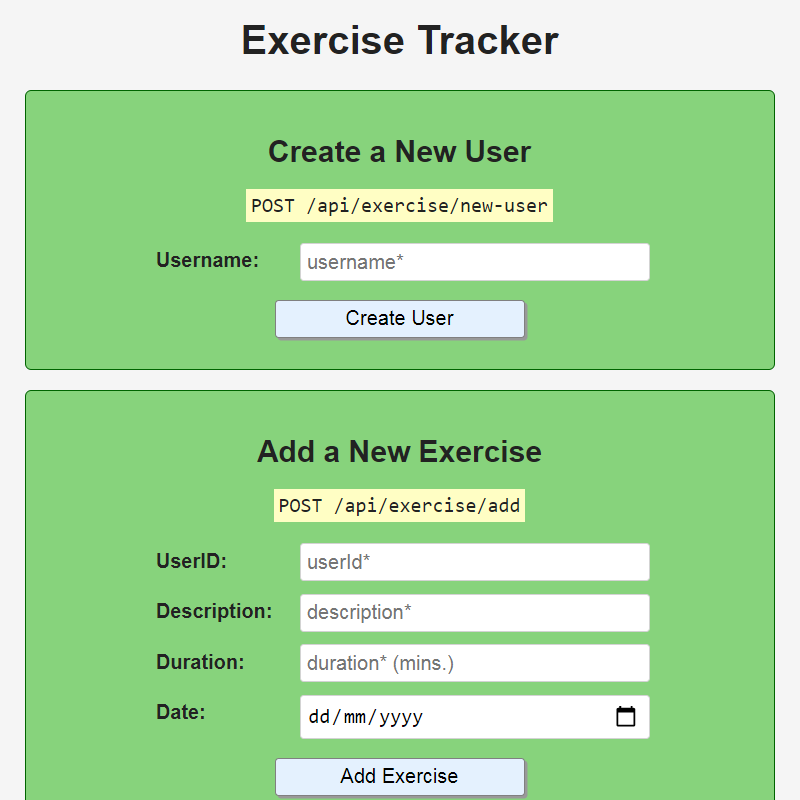 Exercise Tracker
Create a New User
POST /api/exercise/new-user
Username: username*
Create User
Add a New Exercise
POST /api/exercise/add
UserID: userId*
Description: description*
Duration: duration* (mins.)
Date: dd/mm/yyyy
Add Exercise